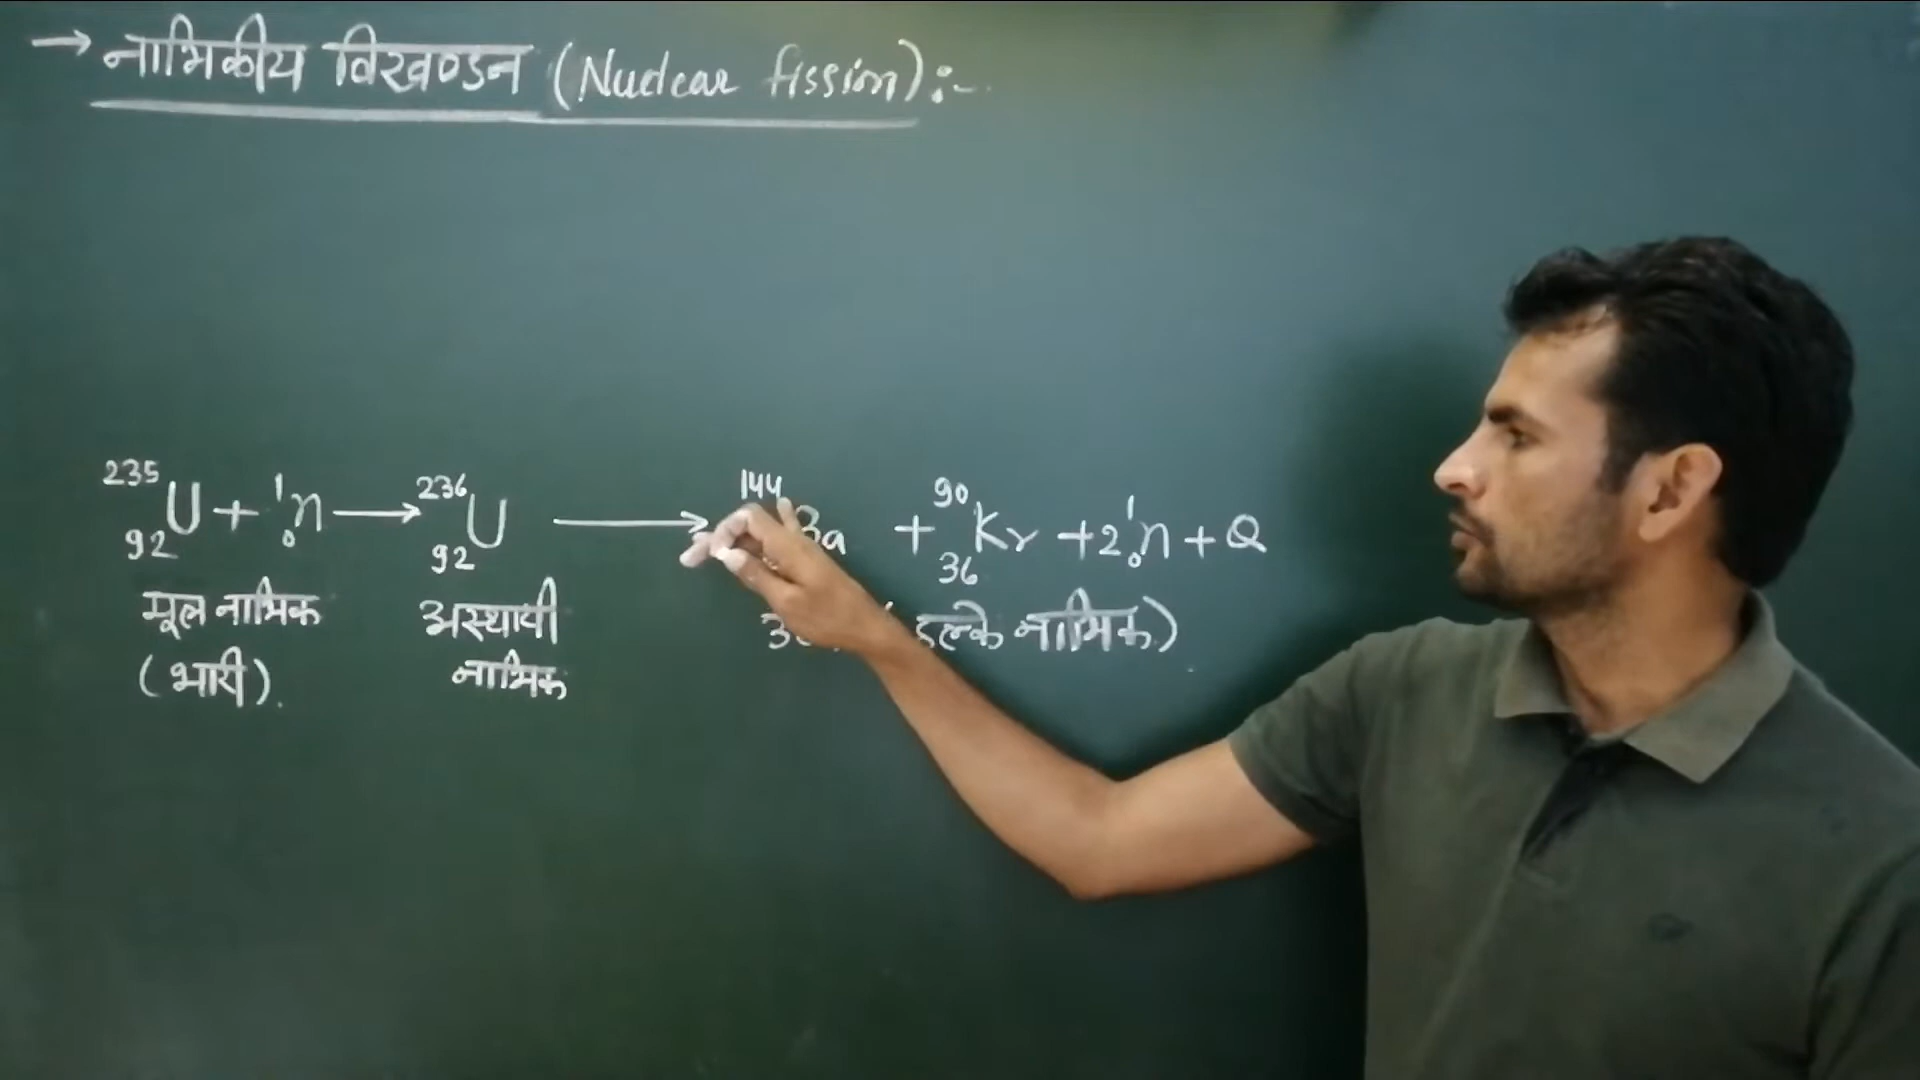 → नाभिकीय विखण्डन (Nuclear fission):-
²³⁵₉₂U + ¹₀n ⟶ ²³⁶₉₂U ⟶ ¹⁴⁴Ba + ⁹⁰₃₆Kr + 2¹₀n + Q
मूल नाभिक अस्थायी हल्के नाभिक)
(भारी). नाभिक